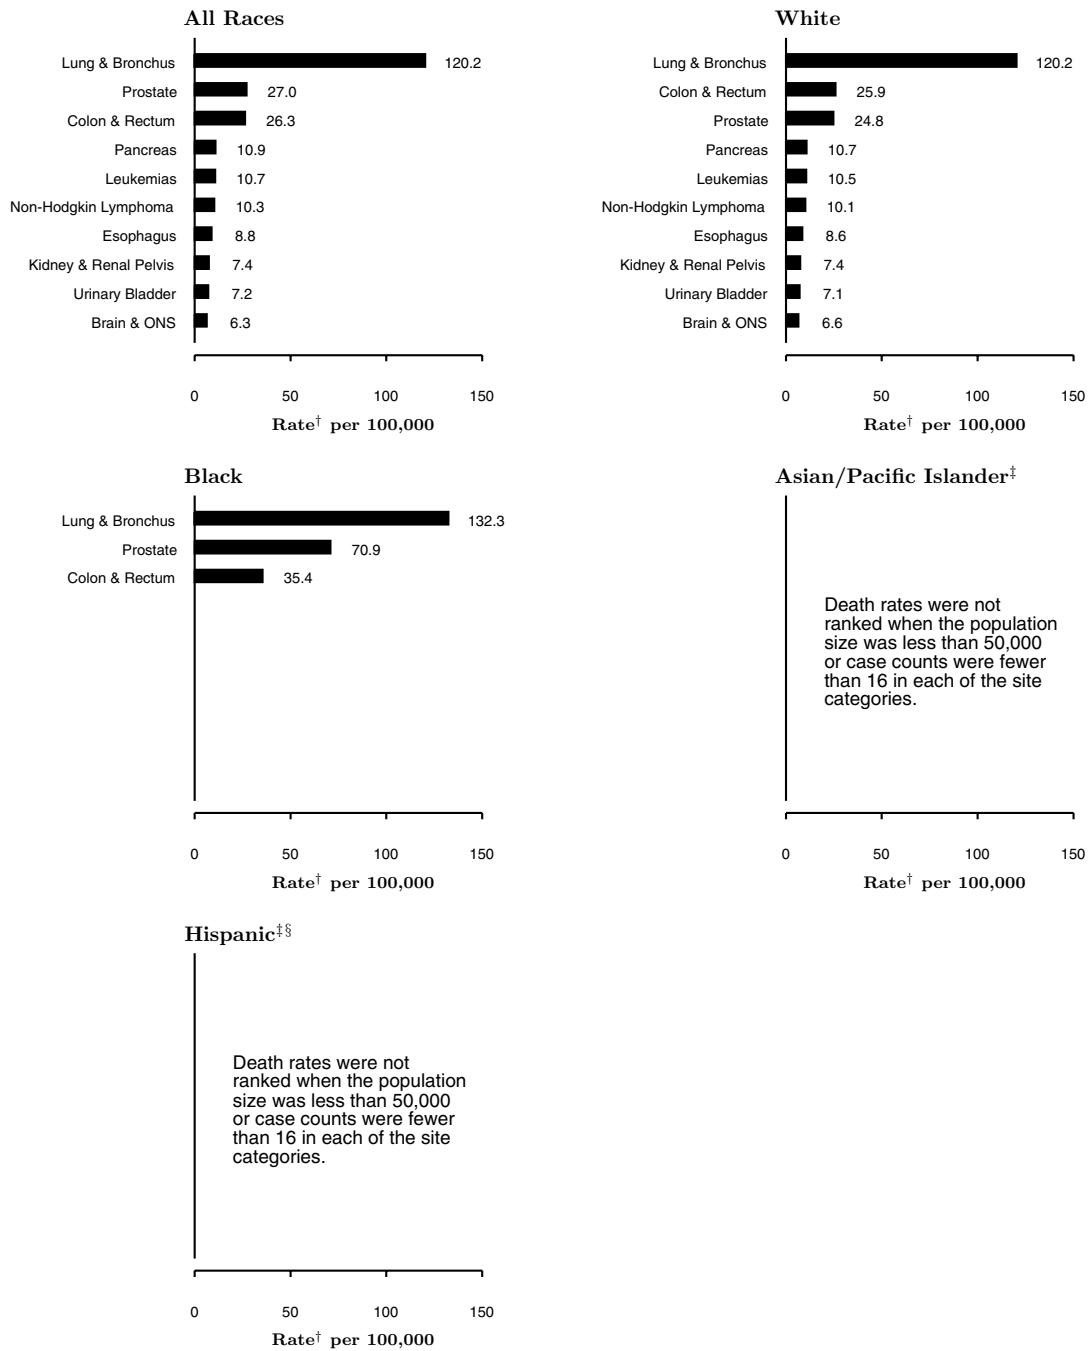 All Races
Lung & Bronchus 120.2
Prostate 27.0
Colon & Rectum 26.3
Pancreas 10.9
Leukemias 10.7
Non-Hodgkin Lymphoma 10.3
Esophagus 8.8
Kidney & Renal Pelvis 7.4
Urinary Bladder 7.2
Brain & ONS 6.3
0 50 100 150
Rate† per 100,000
White
Lung & Bronchus 120.2
Colon & Rectum 25.9
Prostate 24.8
Pancreas 10.7
Leukemias 10.5
Non-Hodgkin Lymphoma 10.1
Esophagus 8.6
Kidney & Renal Pelvis 7.4
Urinary Bladder 7.1
Brain & ONS 6.6
0 50 100 150
Rate† per 100,000
Black
Lung & Bronchus 132.3
Prostate 70.9
Colon & Rectum 35.4
0 50 100 150
Rate† per 100,000
Asian/Pacific Islander‡
Death rates were not
ranked when the population
size was less than 50,000
or case counts were fewer
than 16 in each of the site
categories.
0 50 100 150
Rate† per 100,000
Hispanic‡§
Death rates were not
ranked when the population
size was less than 50,000
or case counts were fewer
than 16 in each of the site
categories.
0 50 100 150
Rate† per 100,000